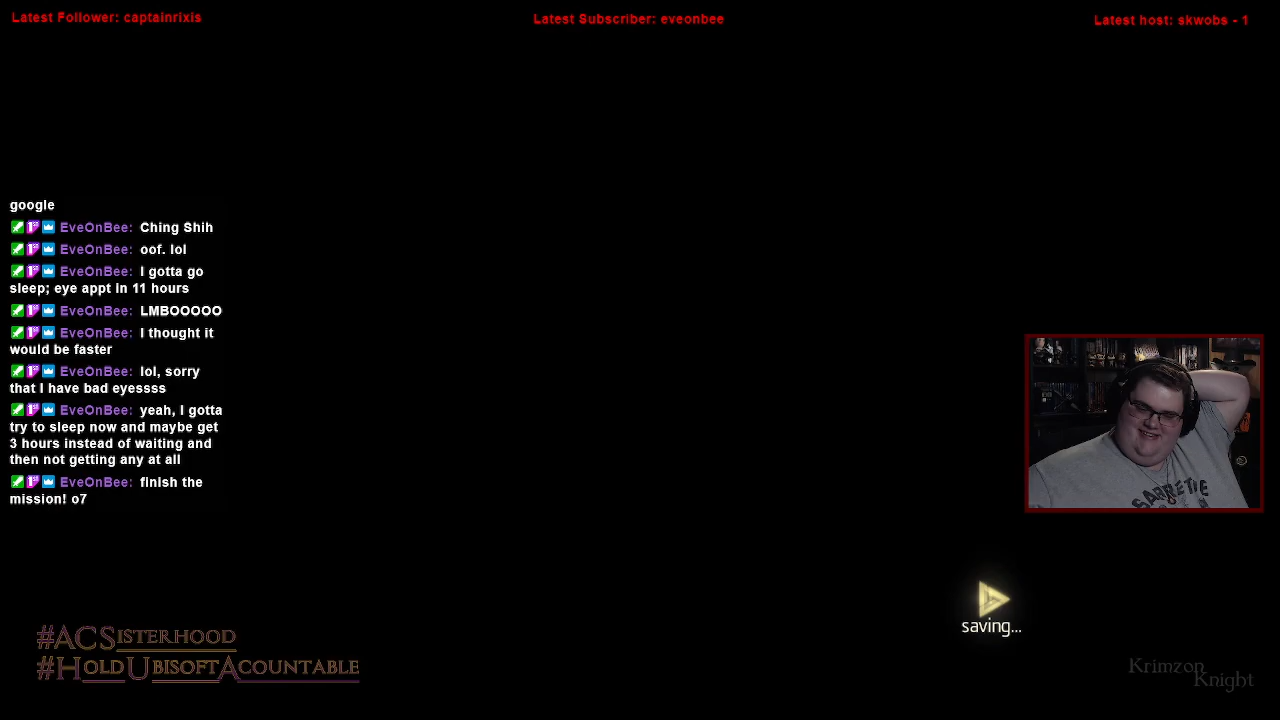 Latest Follower: captainrixis
Latest Subscriber: eveonbee
Latest host: skwobs - 1
google
EveOnBee: Ching Shih
EveOnBee: oof. lol
EveOnBee: I gotta go
sleep; eye appt in 11 hours
EveOnBee: LMBOOOOO
EveOnBee: I thought it
would be faster
EveOnBee: lol, sorry
that I have bad eyessss
EveOnBee: yeah, I gotta
try to sleep now and maybe get
3 hours instead of waiting and
then not getting any at all
EveOnBee: finish the
mission! o7
saving...
#ACSisterhood
#HoldUbisoftAcountable
Krimzon
Knight